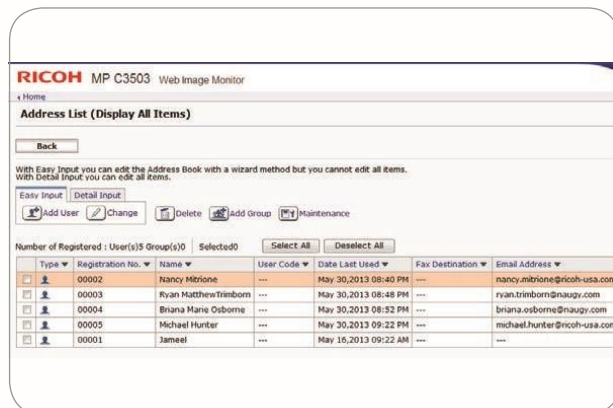 RICOH MP C3503 Web Image Monitor
Home
Address List (Display All Items)
Back
With Easy Input you can edit the Address Book with a wizard method but you cannot edit all items.
With Detail Input you can edit all items.
Easy Input Detail Input
Add User Change Delete Add Group Maintenance
Number of Registered : User(s)5 Group(s)0 Selected0 Select All Deselect All
Type Registration No. Name User Code Date Last Used Fax Destination Email Address
00002 Nancy Mitrione --- May 30,2013 08:40 PM --- nancy.mitrione@ricoh-usa.com
00003 Ryan MatthewTrimborn --- May 30,2013 08:48 PM --- ryan.trimborn@naugy.com
00004 Briana Marie Osborne --- May 30,2013 08:52 PM --- briana.osborne@naugy.com
00005 Michael Hunter --- May 30,2013 09:22 PM --- michael.hunter@ricoh-usa.com
00001 Jameel --- May 16,2013 09:22 AM --- ---